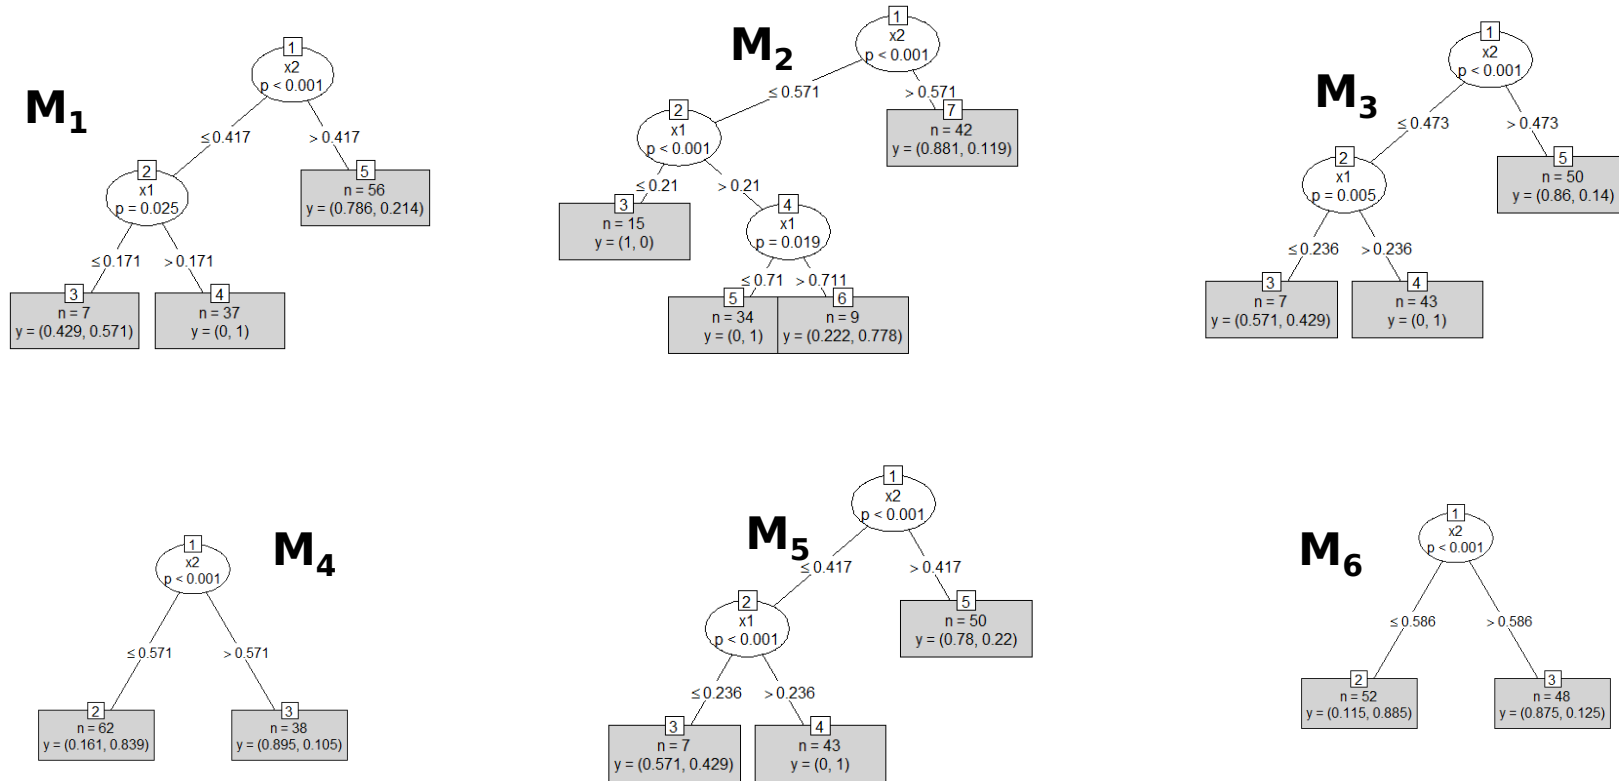 M1
1
x2
p < 0.001
≤ 0.417
> 0.417
2
x1
p = 0.025
5
n = 56
y = (0.786, 0.214)
≤ 0.171
> 0.171
3
n = 7
y = (0.429, 0.571)
4
n = 37
y = (0, 1)
M2
1
x2
p < 0.001
≤ 0.571
> 0.571
2
x1
p < 0.001
7
n = 42
y = (0.881, 0.119)
≤ 0.21
> 0.21
3
n = 15
y = (1, 0)
4
x1
p = 0.019
≤ 0.71
> 0.711
5
n = 34
y = (0, 1)
6
n = 9
y = (0.222, 0.778)
M3
1
x2
p < 0.001
≤ 0.473
> 0.473
2
x1
p = 0.005
5
n = 50
y = (0.86, 0.14)
≤ 0.236
> 0.236
3
n = 7
y = (0.571, 0.429)
4
n = 43
y = (0, 1)
M4
1
x2
p < 0.001
≤ 0.571
> 0.571
2
n = 62
y = (0.161, 0.839)
3
n = 38
y = (0.895, 0.105)
M5
1
x2
p < 0.001
≤ 0.417
> 0.417
2
x1
p < 0.001
5
n = 50
y = (0.78, 0.22)
≤ 0.236
> 0.236
3
n = 7
y = (0.571, 0.429)
4
n = 43
y = (0, 1)
M6
1
x2
p < 0.001
≤ 0.586
> 0.586
2
n = 52
y = (0.115, 0.885)
3
n = 48
y = (0.875, 0.125)